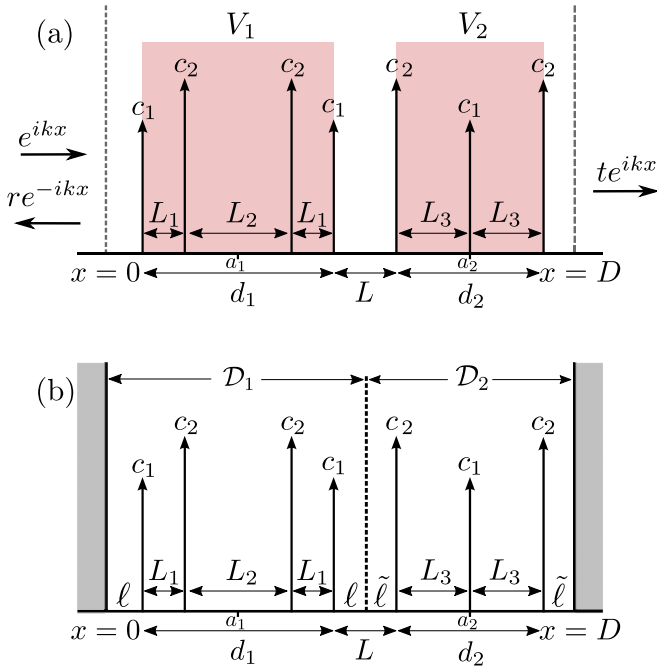 (a) V₁ V₂
c₂ c₂ c₂ c₂
c₁ c₁ c₁
e^{ikx} te^{ikx}
re^{-ikx}
L₁ L₂ L₁ L₃ L₃
x = 0 a₁ a₂ x = D
d₁ L d₂
(b) 𝒟₁ 𝒟₂
c₂ c₂ c₂ c₂
c₁ c₁ c₁
L₁ L₂ L₁ L₃ L₃
ℓ ℓ ℓ̃ ℓ̃
x = 0 a₁ a₂ x = D
d₁ L d₂